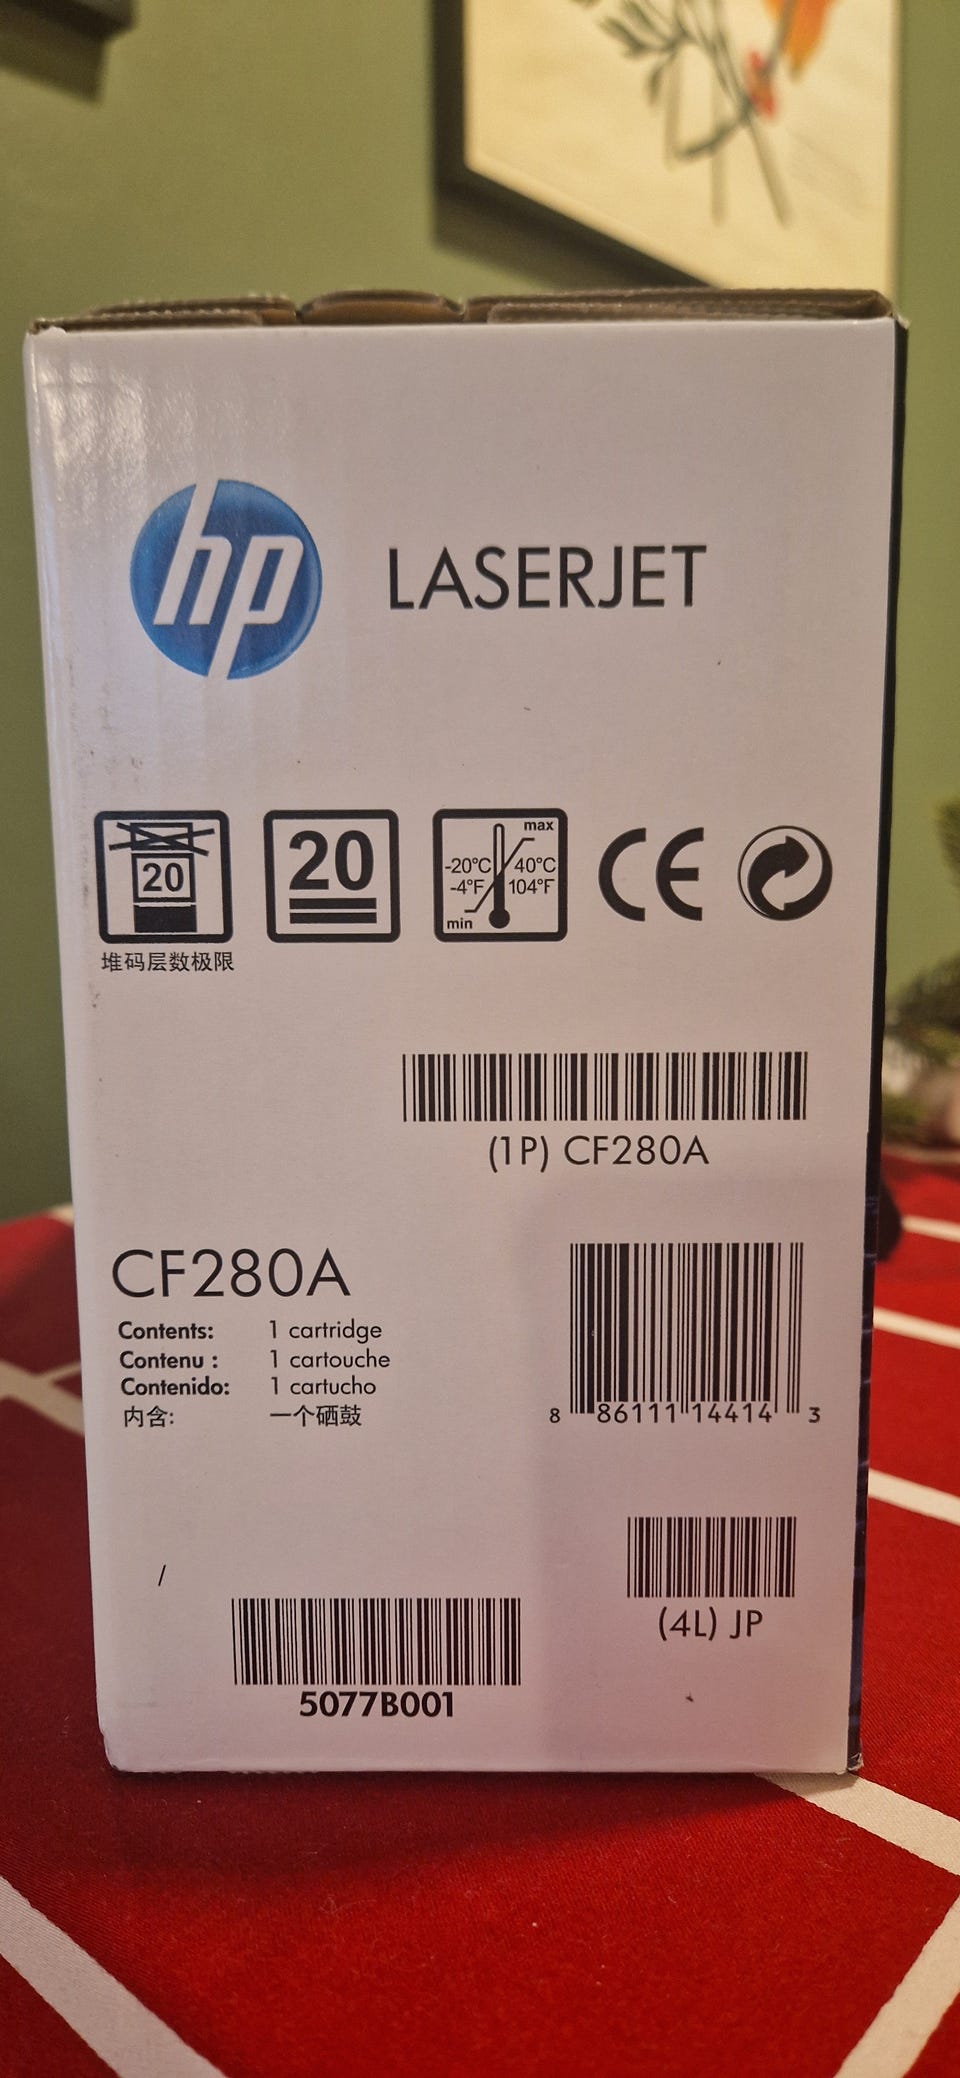 hp LASERJET
20
20
max
-20°C 40°C
-4°F 104°F
min
CE
堆码层数极限
(1P) CF280A
CF280A
Contents: 1 cartridge
Contenu : 1 cartouche
Contenido: 1 cartucho
内含: 一个硒鼓
8 86111 14414 3
/
(4L) JP
5077B001